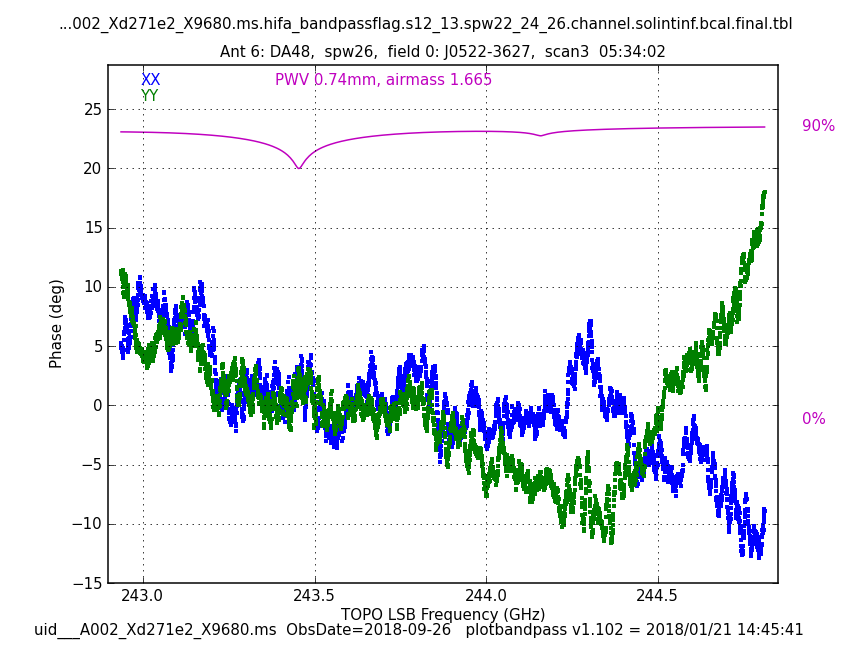 ...002_Xd271e2_X9680.ms.hifa_bandpassflag.s12_13.spw22_24_26.channel.solintinf.bcal.final.tbl
Ant 6: DA48, spw26, field 0: J0522-3627, scan3 05:34:02
XX
PWV 0.74mm, airmass 1.665
YY
25
90%
20
15
10
5
0
0%
−5
−10
−15
Phase (deg)
243.0 243.5 244.0 244.5
TOPO LSB Frequency (GHz)
uid___A002_Xd271e2_X9680.ms ObsDate=2018-09-26 plotbandpass v1.102 = 2018/01/21 14:45:41